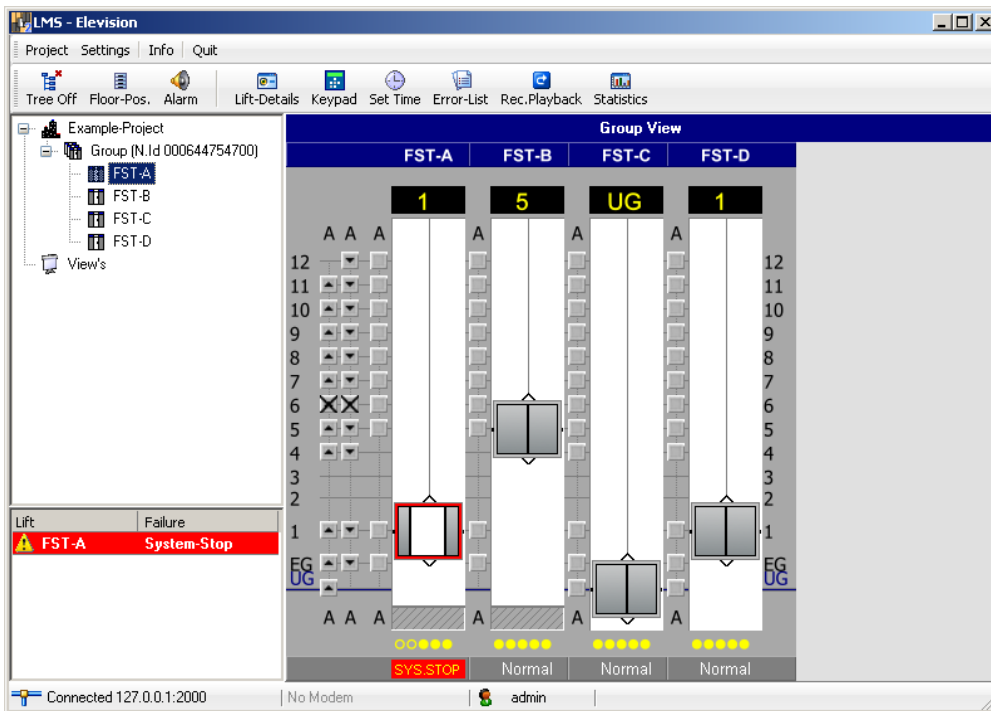 LMS - Elevision
Project Settings Info Quit
Tree Off Floor-Pos. Alarm Lift-Details Keypad Set Time Error-List Rec.Playback Statistics
Example-Project
Group (N.Id 000644754700)
FST-A
FST-B
FST-C
FST-D
View's
Lift Failure
FST-A System-Stop
Group View
FST-A FST-B FST-C FST-D
1 5 UG 1
A A A A A A
12 12
11 11
10 10
9 9
8 8
7 7
6 6
5 5
4 4
3 3
2 2
1 1
EG EG
UG UG
A A A A A A
SYS.STOP Normal Normal Normal
Connected 127.0.0.1:2000 No Modem admin